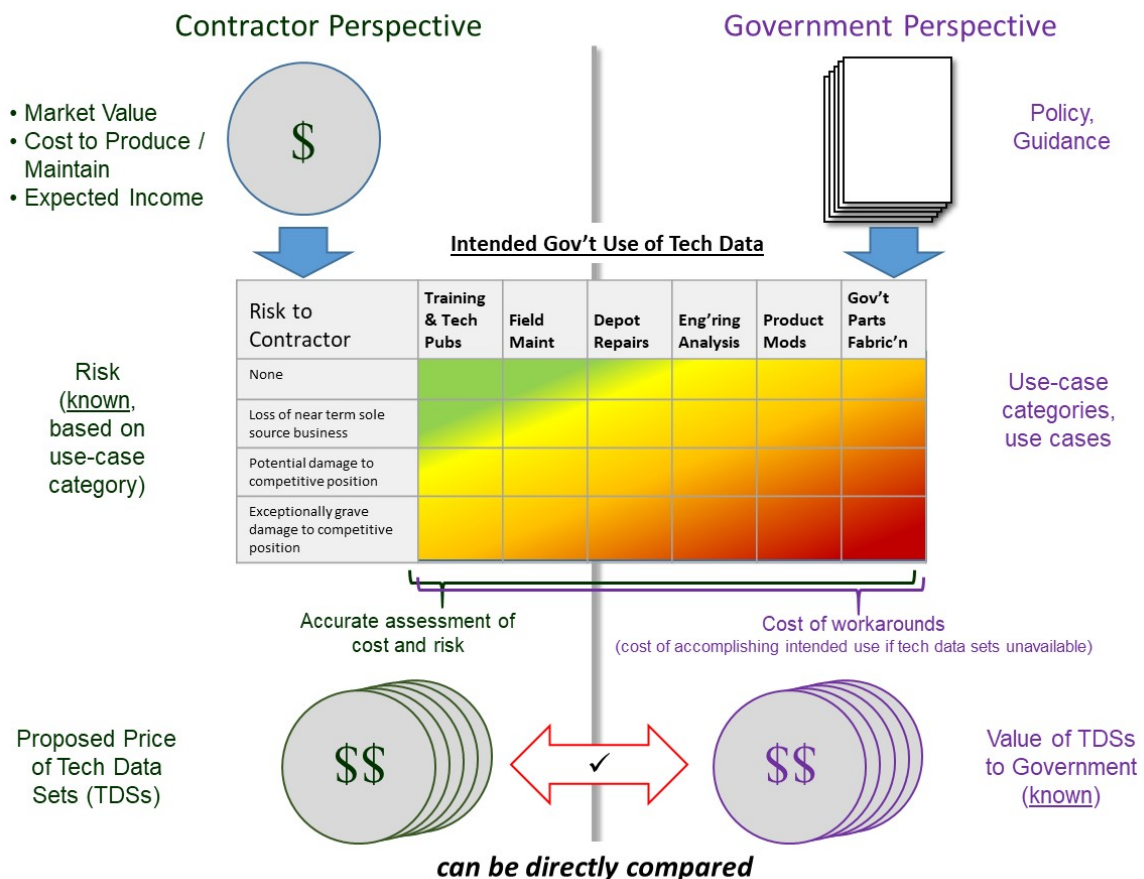 Contractor Perspective
Government Perspective
• Market Value
• Cost to Produce /
Maintain
• Expected Income
$
Policy,
Guidance
Intended Gov’t Use of Tech Data
Risk to
Contractor
Training
& Tech
Pubs
Field
Maint
Depot
Repairs
Eng’ring
Analysis
Product
Mods
Gov’t
Parts
Fabric’n
None
Loss of near term sole
source business
Potential damage to
competitive position
Exceptionally grave
damage to competitive
position
Risk
(known,
based on
use-case
category)
Use-case
categories,
use cases
Accurate assessment of
cost and risk
Cost of workarounds
(cost of accomplishing intended use if tech data sets unavailable)
Proposed Price
of Tech Data
Sets (TDSs)
$$
✓
$$
Value of TDSs
to Government
(known)
can be directly compared